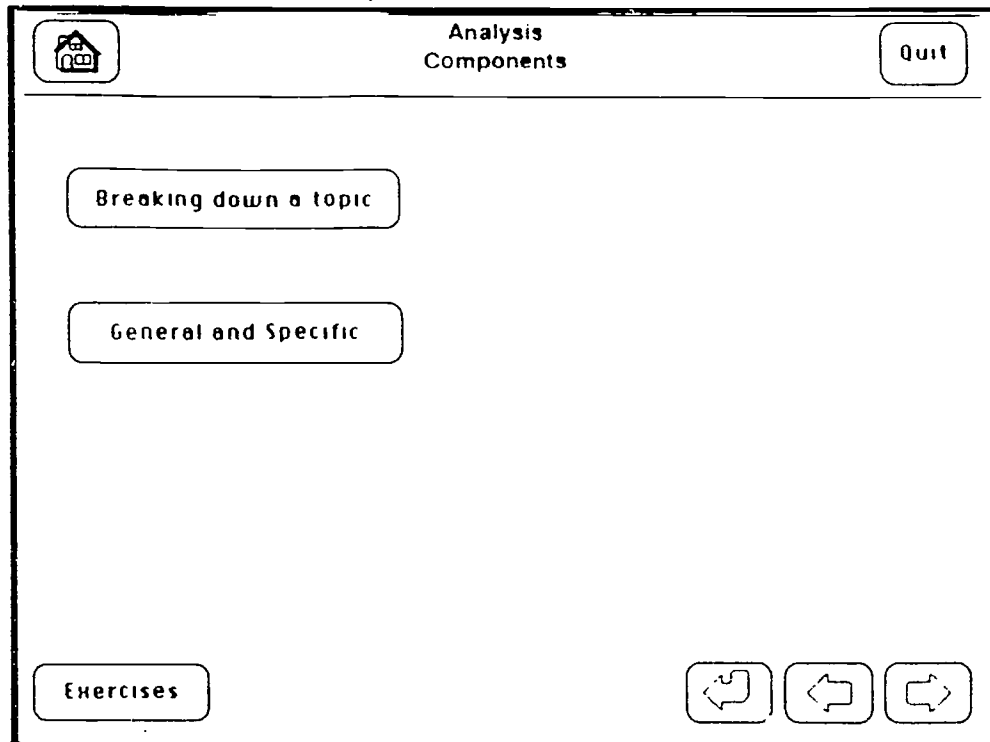 Analysis
Components
Quit
Breaking down a topic
General and Specific
Exercises